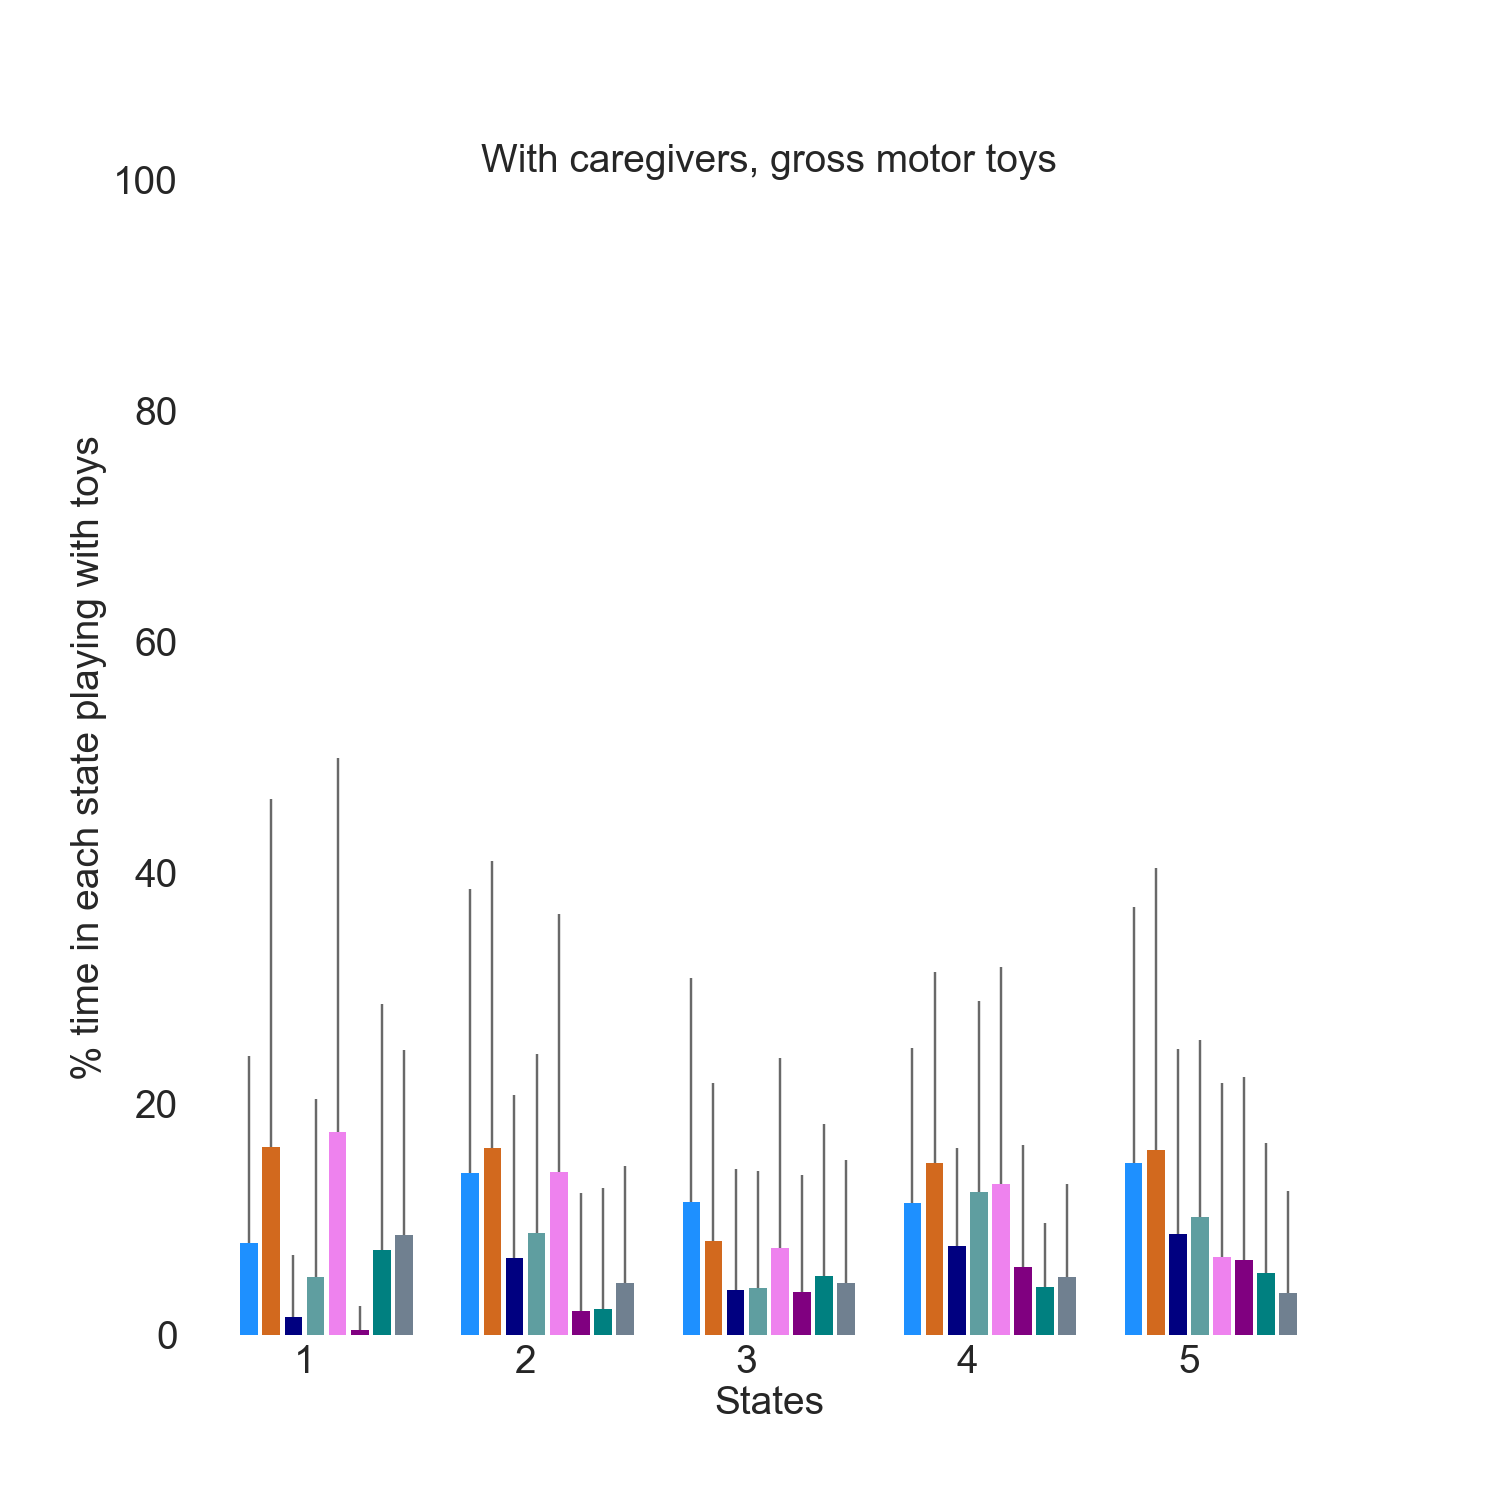 With caregivers, gross motor toys
100
80
60
40
20
0
% time in each state playing with toys
1 2 3 4 5
States